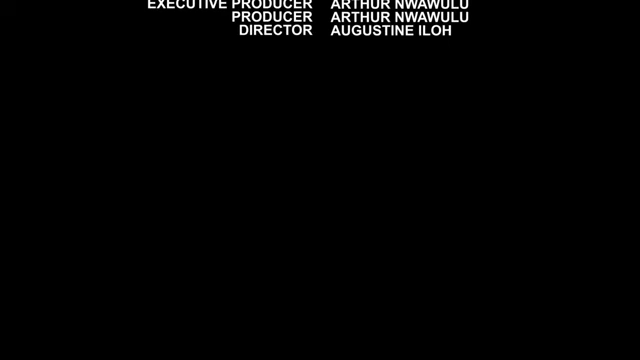 EXECUTIVE PRODUCER ARTHUR NWAWULU
PRODUCER ARTHUR NWAWULU
DIRECTOR AUGUSTINE ILOH